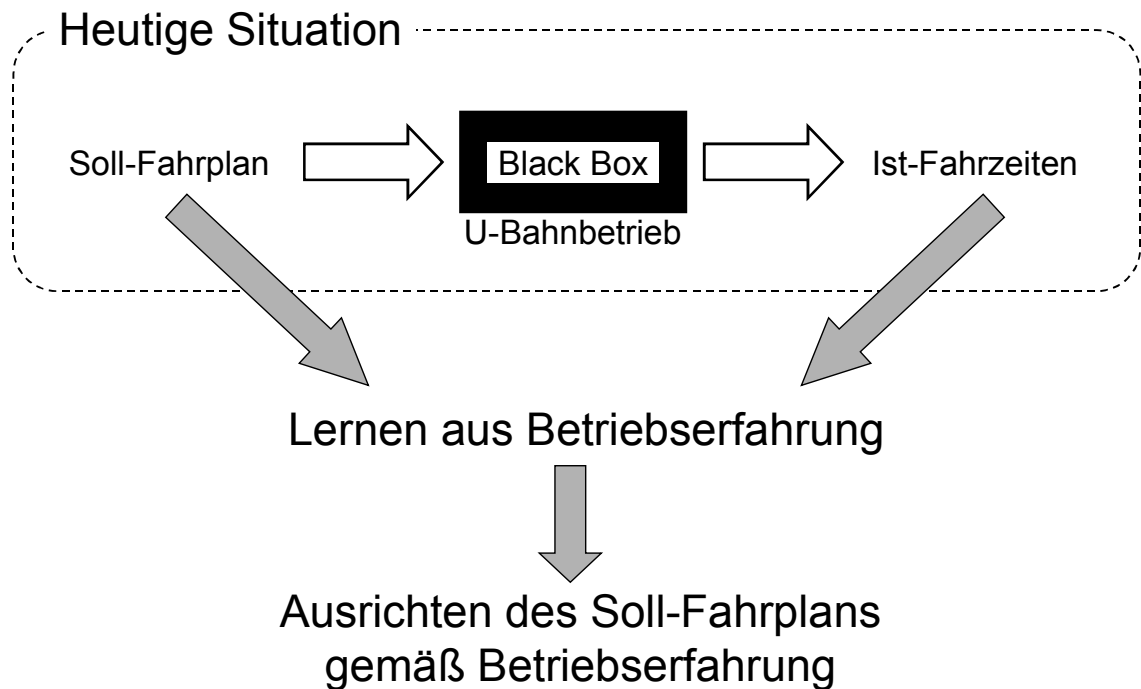 Heutige Situation
Soll-Fahrplan
Black Box
Ist-Fahrzeiten
U-Bahnbetrieb
Lernen aus Betriebserfahrung
Ausrichten des Soll-Fahrplans
gemäß Betriebserfahrung